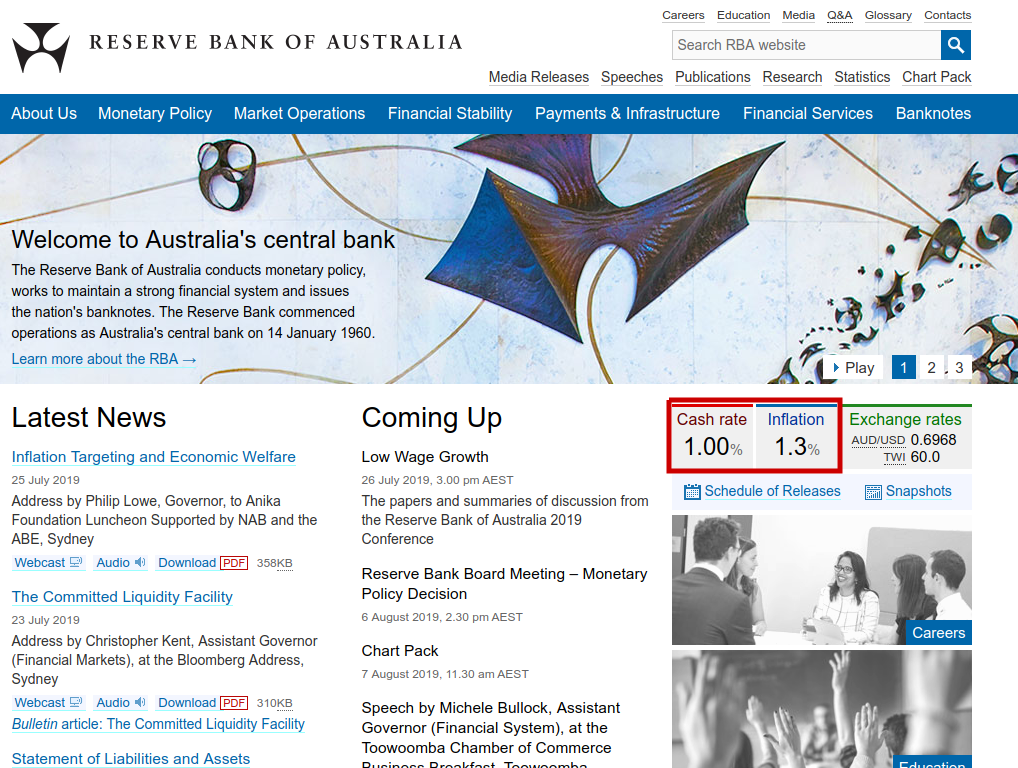 Careers Education Media Q&A Glossary Contacts
RESERVE BANK OF AUSTRALIA
Search RBA website
Media Releases Speeches Publications Research Statistics Chart Pack
About Us Monetary Policy Market Operations Financial Stability Payments & Infrastructure Financial Services Banknotes
Welcome to Australia's central bank
The Reserve Bank of Australia conducts monetary policy,
works to maintain a strong financial system and issues
the nation's banknotes. The Reserve Bank commenced
operations as Australia's central bank on 14 January 1960.
Learn more about the RBA →
Play 1 2 3
Latest News
Inflation Targeting and Economic Welfare
25 July 2019
Address by Philip Lowe, Governor, to Anika
Foundation Luncheon Supported by NAB and the
ABE, Sydney
Webcast Audio Download PDF 358KB
The Committed Liquidity Facility
23 July 2019
Address by Christopher Kent, Assistant Governor
(Financial Markets), at the Bloomberg Address,
Sydney
Webcast Audio Download PDF 310KB
Bulletin article: The Committed Liquidity Facility
Statement of Liabilities and Assets
Coming Up
Low Wage Growth
26 July 2019, 3.00 pm AEST
The papers and summaries of discussion from
the Reserve Bank of Australia 2019
Conference
Reserve Bank Board Meeting – Monetary
Policy Decision
6 August 2019, 2.30 pm AEST
Chart Pack
7 August 2019, 11.30 am AEST
Speech by Michele Bullock, Assistant
Governor (Financial System), at the
Toowoomba Chamber of Commerce
Business Breakfast, Toowoomba
Cash rate
1.00%
Inflation
1.3%
Exchange rates
AUD/USD 0.6968
TWI 60.0
Schedule of Releases Snapshots
Careers
Education